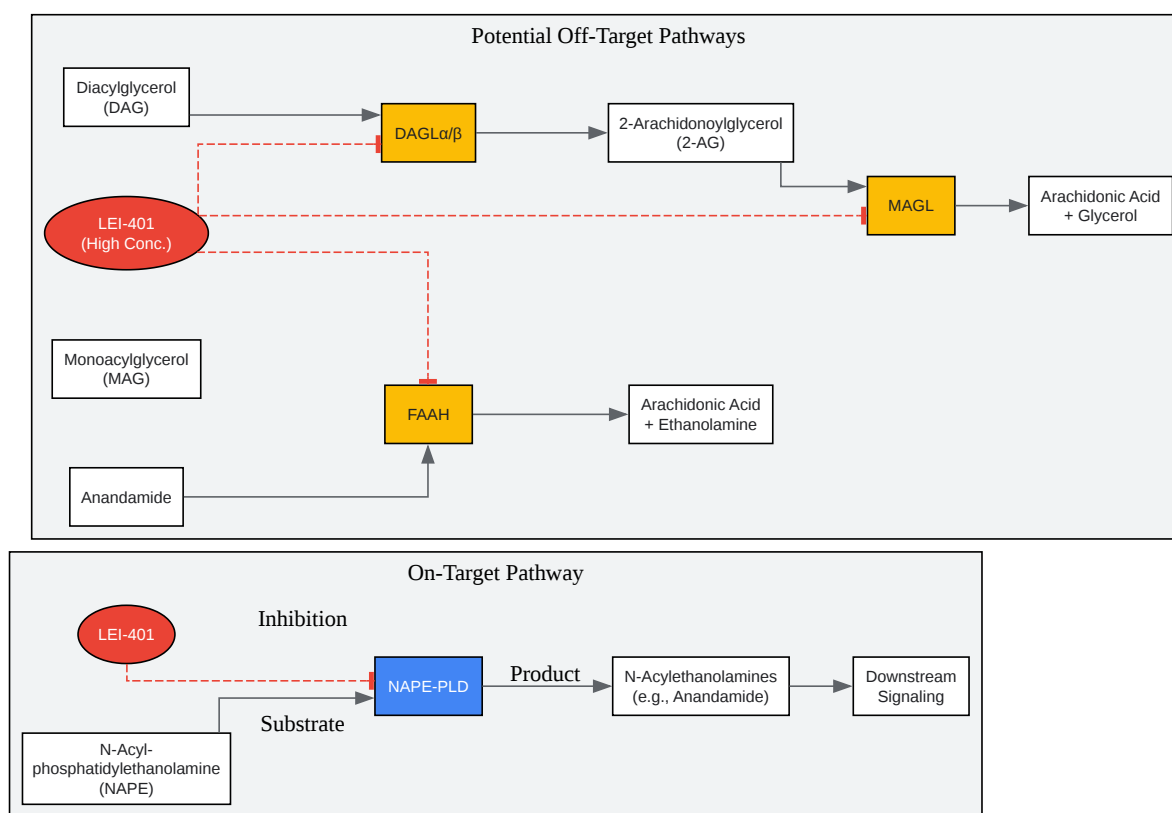 Potential Off-Target Pathways
Diacylglycerol
(DAG)
DAGLα/β
2-Arachidonoylglycerol
(2-AG)
MAGL
Arachidonic Acid
+ Glycerol
LEI-401
(High Conc.)
Monoacylglycerol
(MAG)
FAAH
Arachidonic Acid
+ Ethanolamine
Anandamide
On-Target Pathway
LEI-401
Inhibition
NAPE-PLD
Product
N-Acylethanolamines
(e.g., Anandamide)
Downstream
Signaling
Substrate
N-Acyl-
phosphatidylethanolamine
(NAPE)